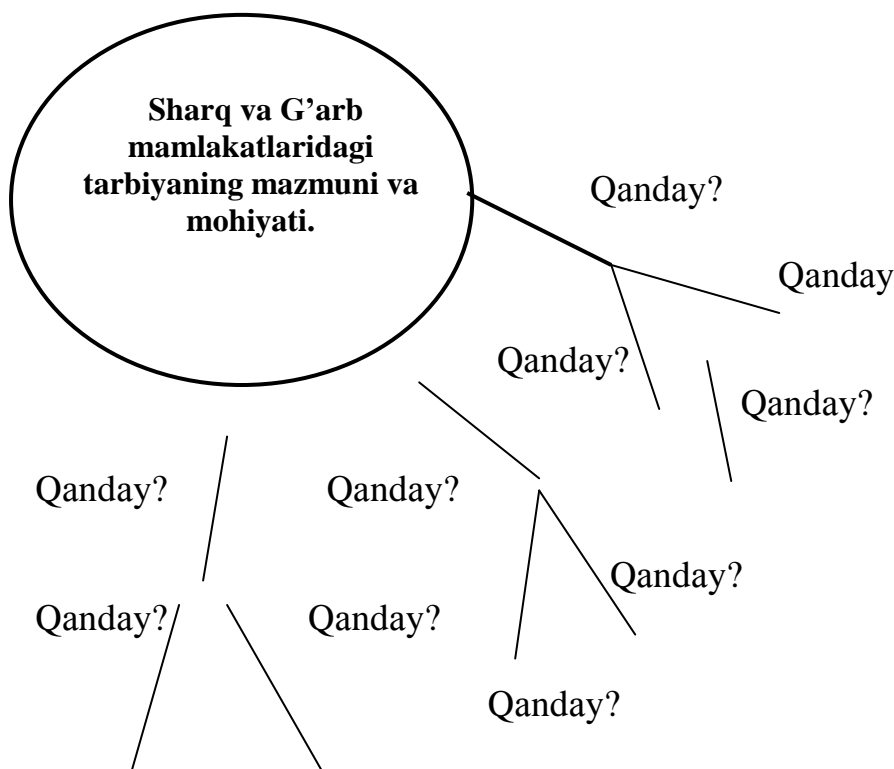 Sharq va G’arb
mamlakatlaridagi
tarbiyaning mazmuni va
mohiyati.
Qanday?
Qanday
Qanday?
Qanday?
Qanday?
Qanday?
Qanday?
Qanday?
Qanday?
Qanday?